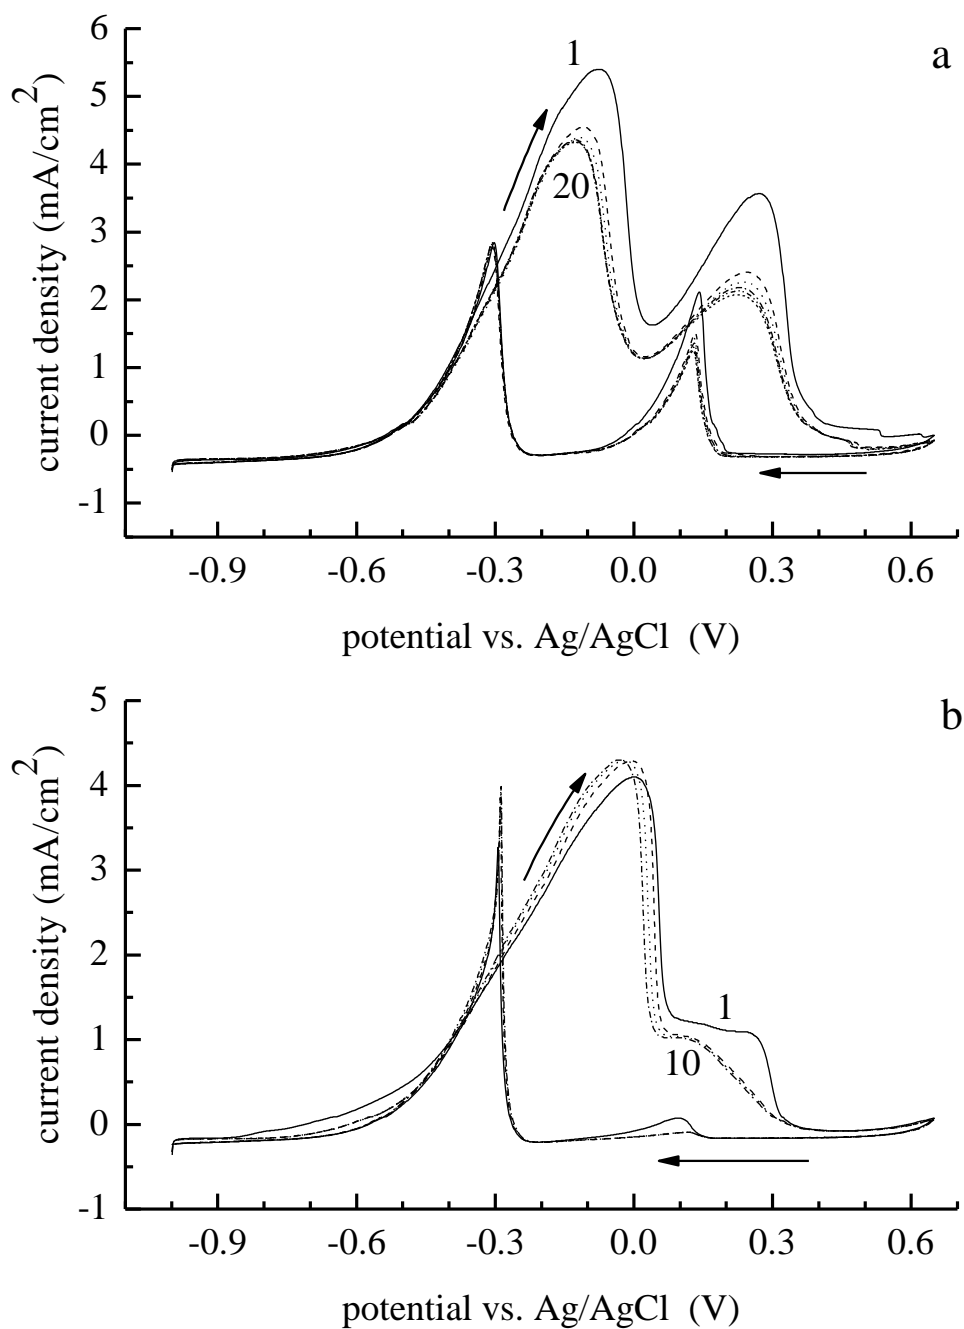 a
6
5
4
3
2
1
0
-1
1
20
current density (mA/cm2)
-0.9 -0.6 -0.3 0.0 0.3 0.6
potential vs. Ag/AgCl (V)
b
5
4
3
2
1
0
-1
1
10
current density (mA/cm2)
-0.9 -0.6 -0.3 0.0 0.3 0.6
potential vs. Ag/AgCl (V)